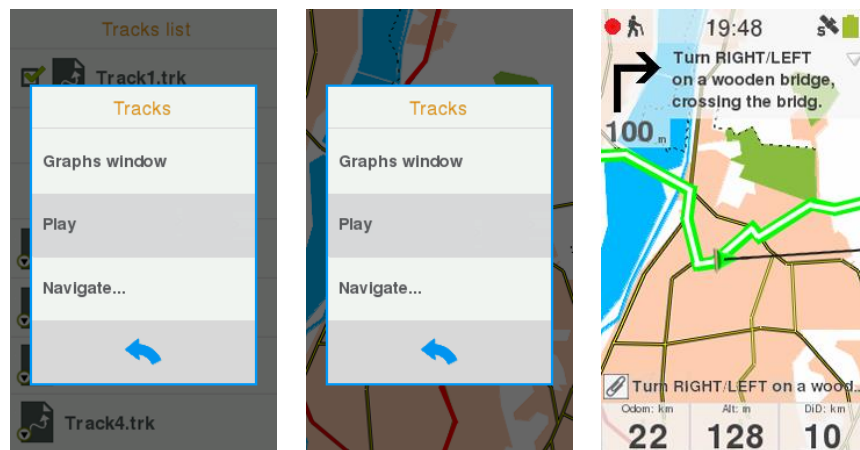 Tracks list
Track1.trk
Tracks
Graphs window
Play
Navigate...
Track4.trk
Tracks
Graphs window
Play
Navigate...
19:48
S
Turn RIGHT/LEFT
on a wooden bridge,
crossing the bridg.
100 m
Turn RIGHT/LEFT on a wood..
Odom: km Alt: m DiD: km
22 128 10